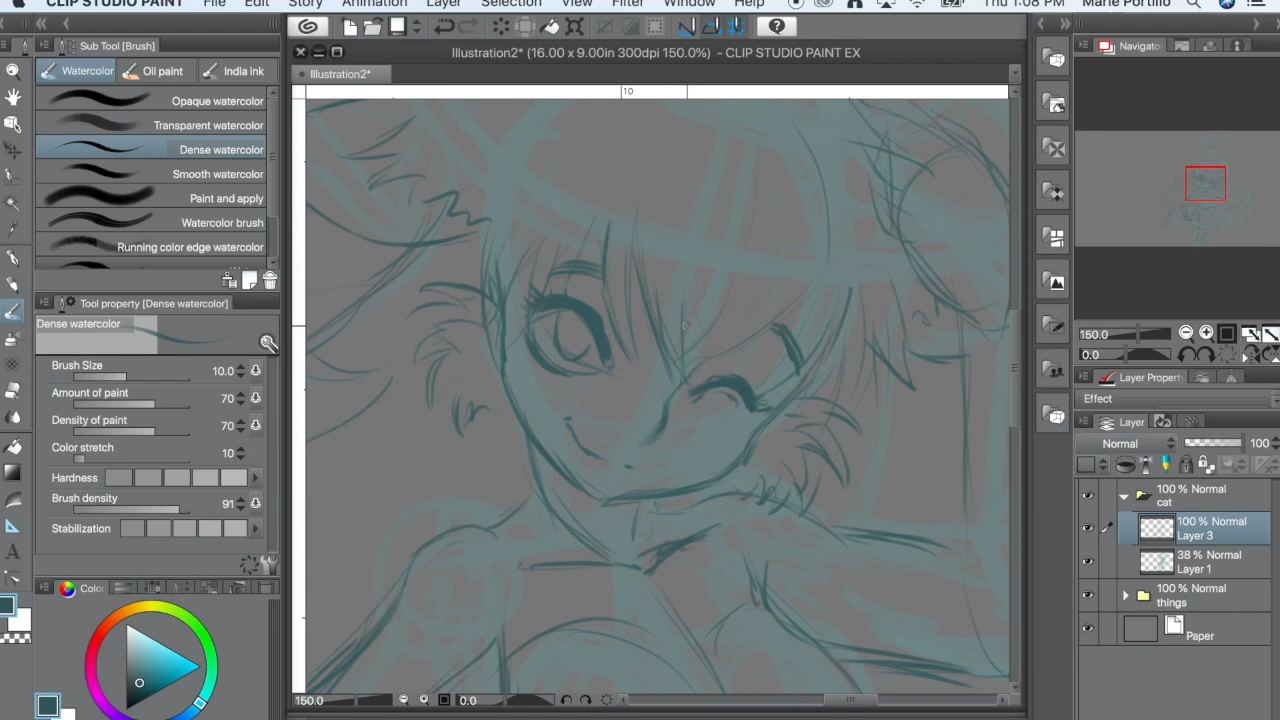 CLIP STUDIO PAINT File Edit Story Animation Layer Selection View Filter Window Help Thu 1:08 PM Marie Portillo
Sub Tool [Brush]
Watercolor Oil paint India ink
Opaque watercolor
Transparent watercolor
Dense watercolor
Smooth watercolor
Paint and apply
Watercolor brush
Running color edge watercolor
Tool property [Dense watercolor]
Dense watercolor
Brush Size 10.0
Amount of paint 70
Density of paint 70
Color stretch 10
Hardness
Brush density 91
Stabilization
Color
Illustration2* (16.00 x 9.00in 300dpi 150.0%) - CLIP STUDIO PAINT EX
Illustration2*
10
150.0 0.0
Navigato
150.0
0.0
Layer Propert
Effect
Layer
Normal 100
100 % Normal
cat
100 % Normal
Layer 3
38 % Normal
Layer 1
100 % Normal
things
Paper
A